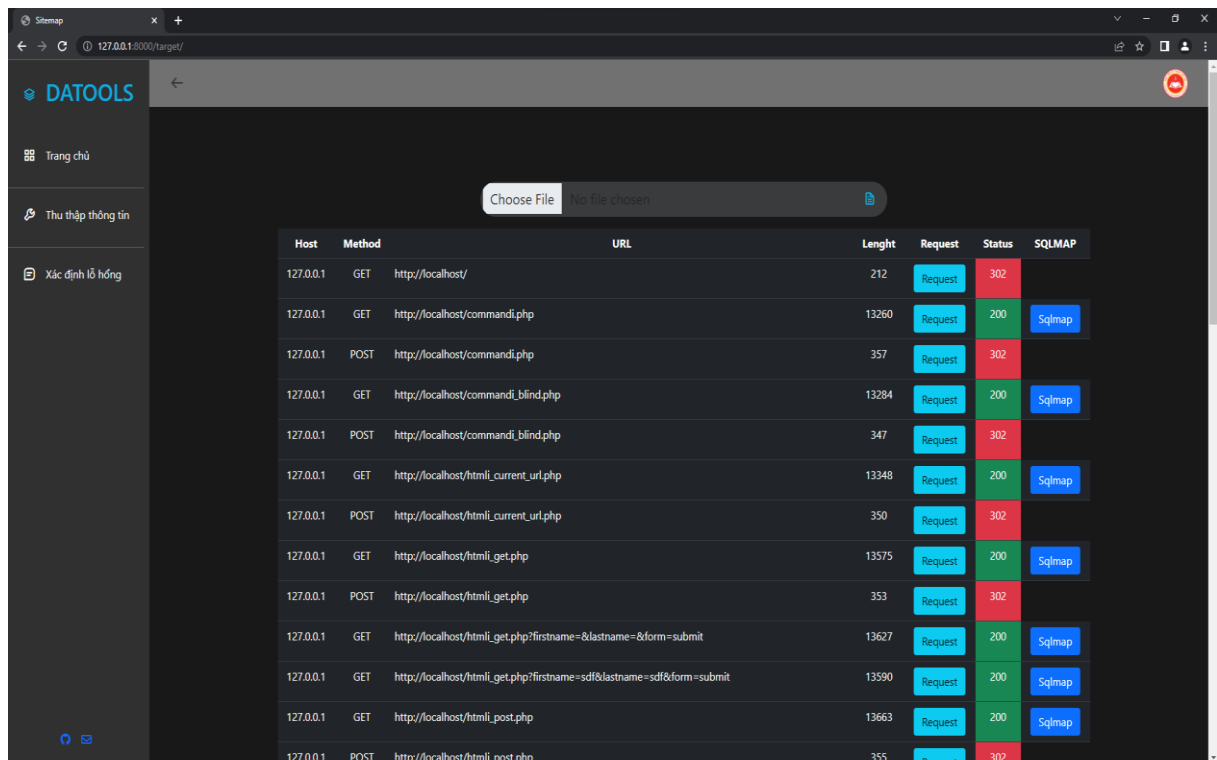 Sitemap
127.0.0.1:8000/target/
DATOOLS
Trang chủ
Thu thập thông tin
Xác định lỗ hổng
Choose File No file chosen
Host Method URL Lenght Request Status SQLMAP
127.0.0.1 GET http://localhost/ 212 Request 302
127.0.0.1 GET http://localhost/commandi.php 13260 Request 200 Sqlmap
127.0.0.1 POST http://localhost/commandi.php 357 Request 302
127.0.0.1 GET http://localhost/commandi_blind.php 13284 Request 200 Sqlmap
127.0.0.1 POST http://localhost/commandi_blind.php 347 Request 302
127.0.0.1 GET http://localhost/htmli_current_url.php 13348 Request 200 Sqlmap
127.0.0.1 POST http://localhost/htmli_current_url.php 350 Request 302
127.0.0.1 GET http://localhost/htmli_get.php 13575 Request 200 Sqlmap
127.0.0.1 POST http://localhost/htmli_get.php 353 Request 302
127.0.0.1 GET http://localhost/htmli_get.php?firstname=&lastname=&form=submit 13627 Request 200 Sqlmap
127.0.0.1 GET http://localhost/htmli_get.php?firstname=sdf&lastname=sdf&form=submit 13590 Request 200 Sqlmap
127.0.0.1 GET http://localhost/htmli_post.php 13663 Request 200 Sqlmap
127.0.0.1 POST http://localhost/htmli_post.php 355 302